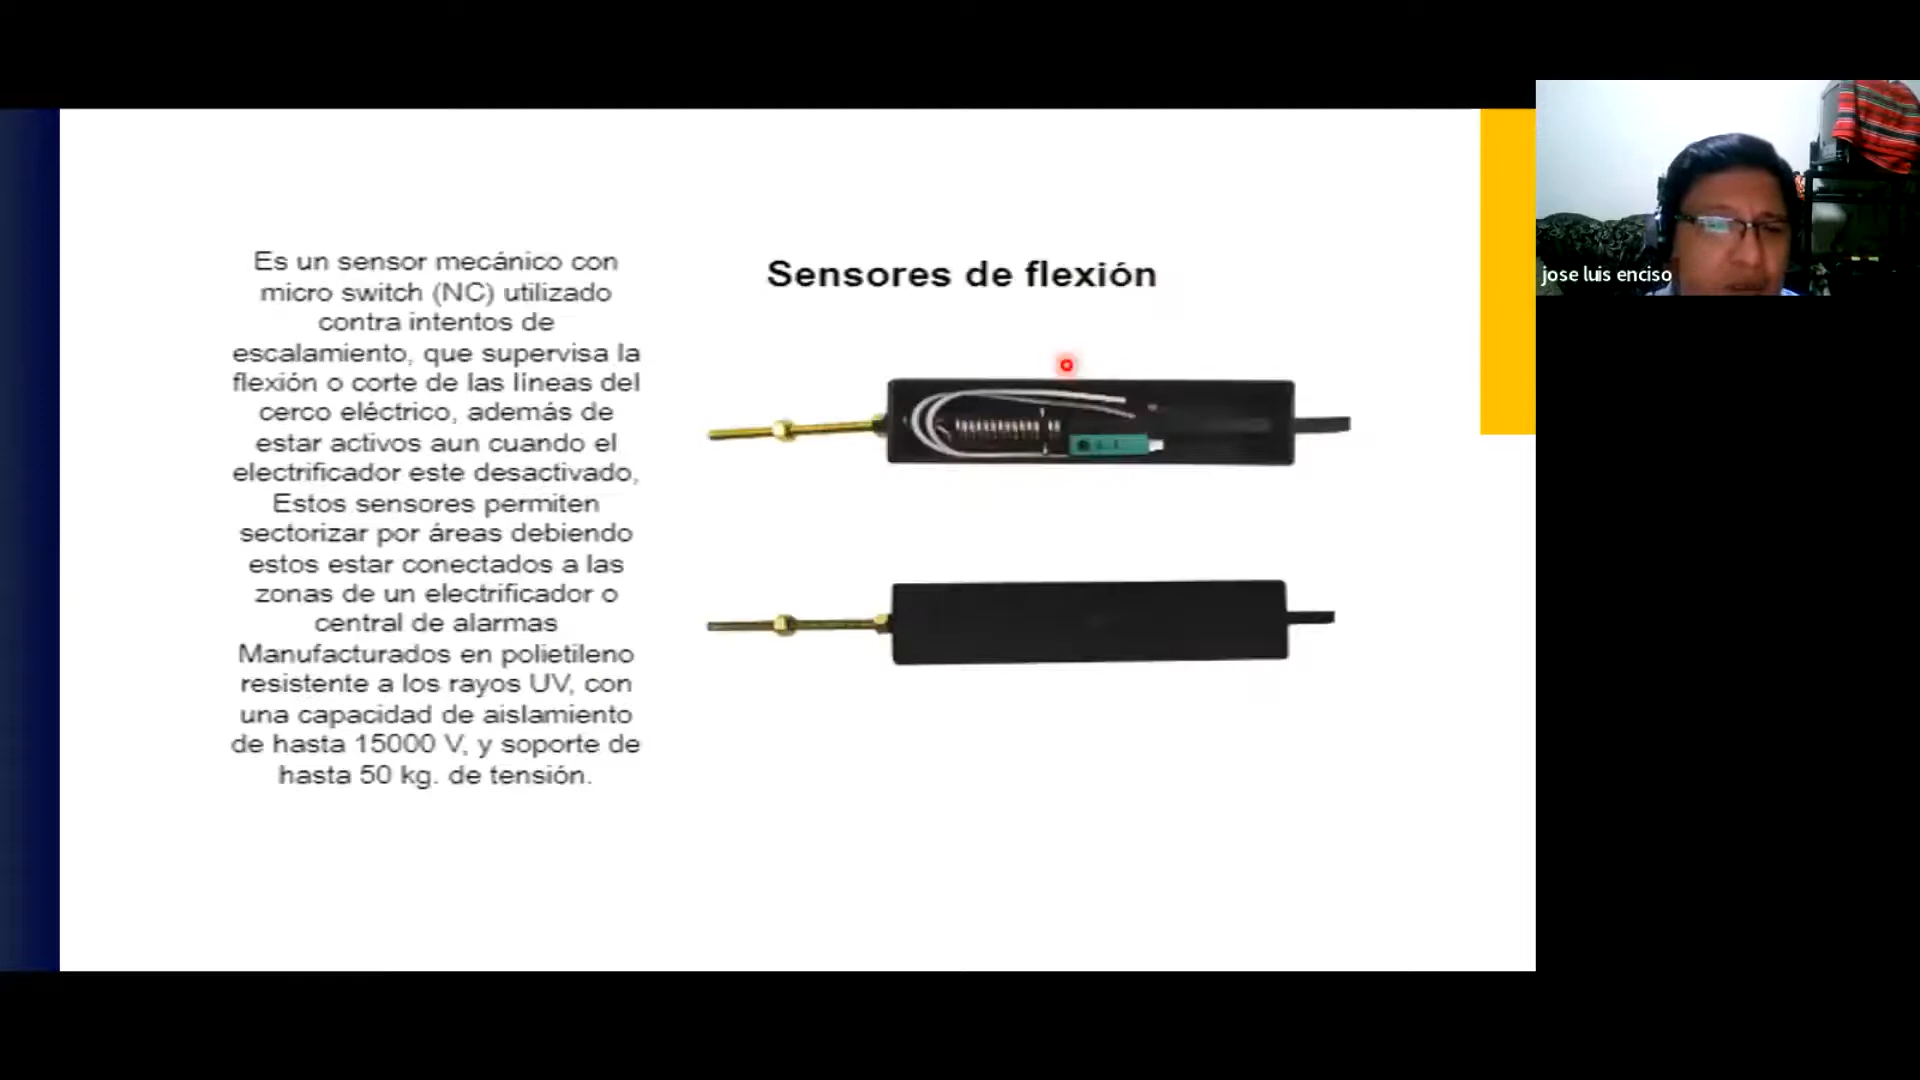 Es un sensor mecánico con
micro switch (NC) utilizado
contra intentos de
escalamiento, que supervisa la
flexión o corte de las líneas del
cerco eléctrico, además de
estar activos aun cuando el
electrificador este desactivado,
Estos sensores permiten
sectorizar por áreas debiendo
estos estar conectados a las
zonas de un electrificador o
central de alarmas
Manufacturados en polietileno
resistente a los rayos UV, con
una capacidad de aislamiento
de hasta 15000 V, y soporte de
hasta 50 kg. de tensión.
Sensores de flexión
jose luis enciso